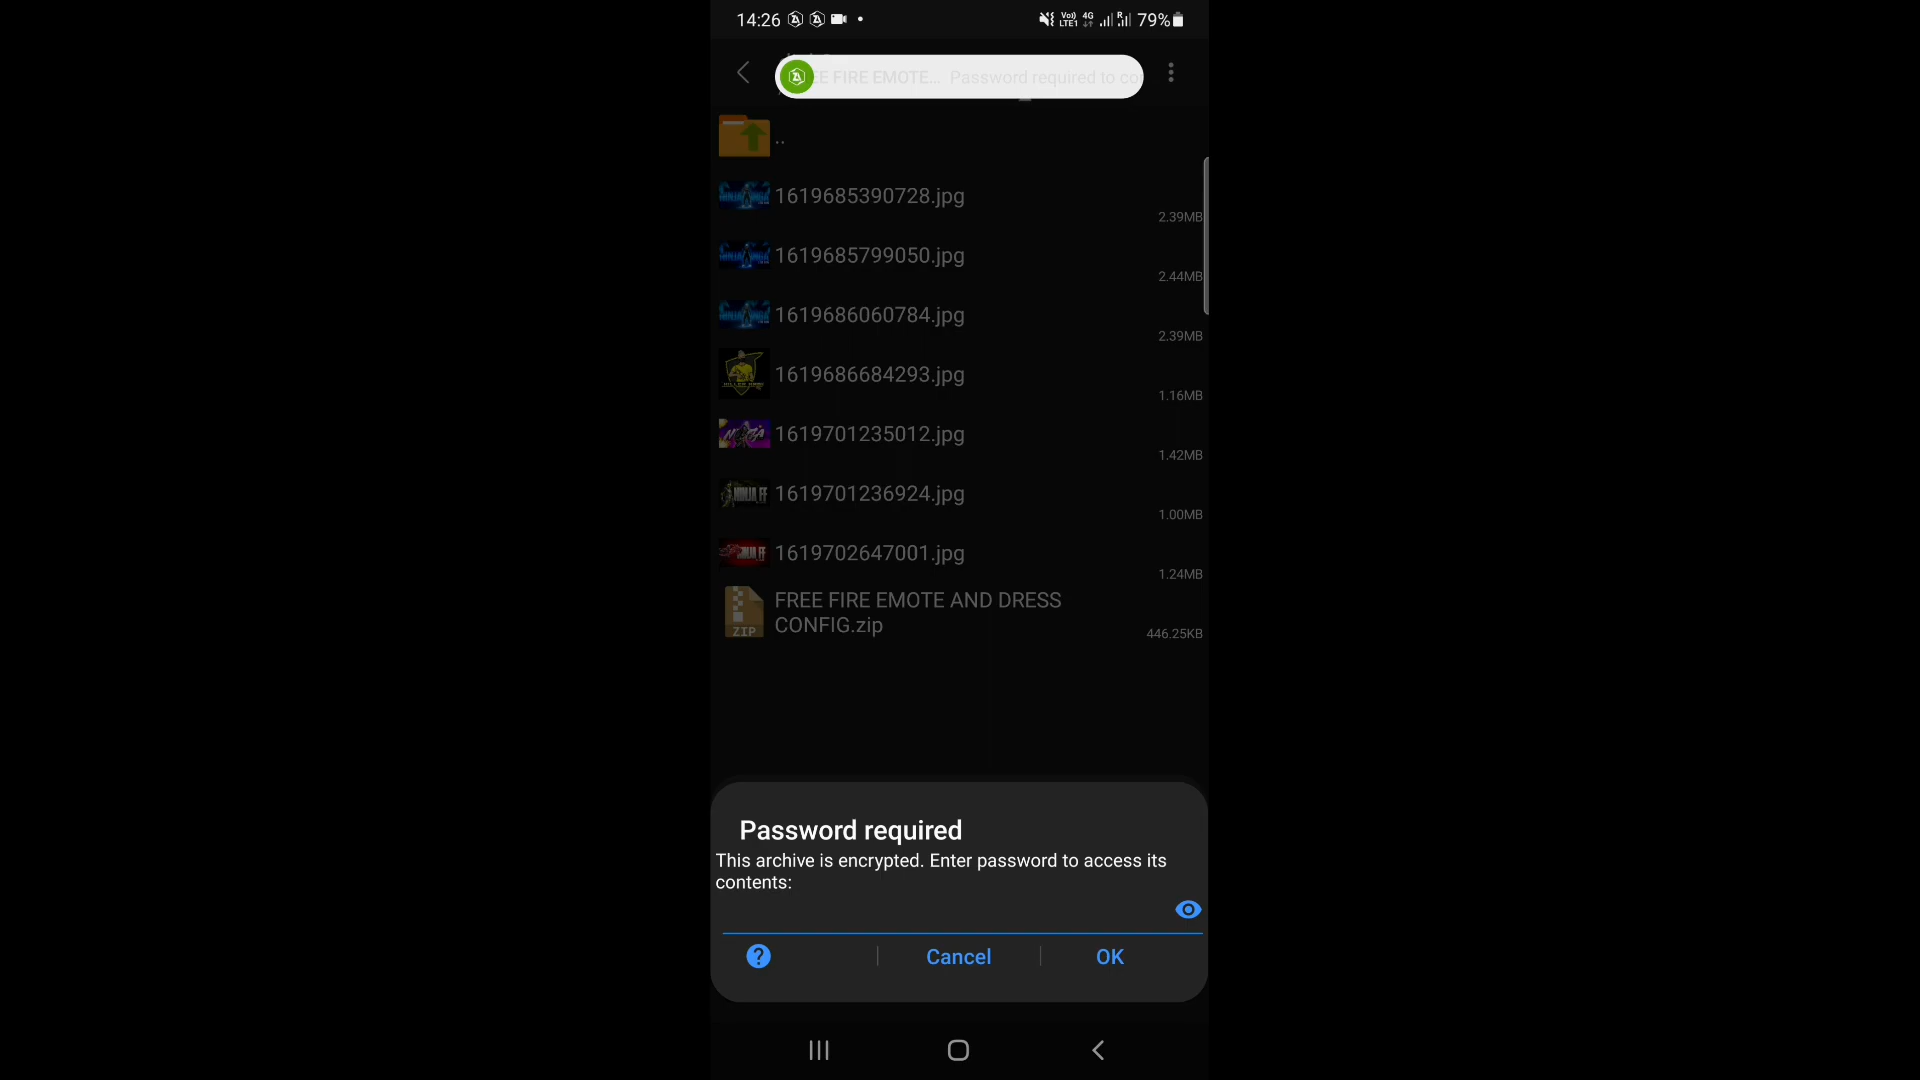 14:26 Vo)) LTE1 4G R 79%
FIRE EMOTE... Password required to co
..
1619685390728.jpg
2.39MB
1619685799050.jpg
2.44MB
1619686060784.jpg
2.39MB
1619686684293.jpg
1.16MB
1619701235012.jpg
1.42MB
1619701236924.jpg
1.00MB
1619702647001.jpg
1.24MB
FREE FIRE EMOTE AND DRESS
CONFIG.zip
ZIP
446.25KB
Password required
This archive is encrypted. Enter password to access its
contents:
? Cancel OK